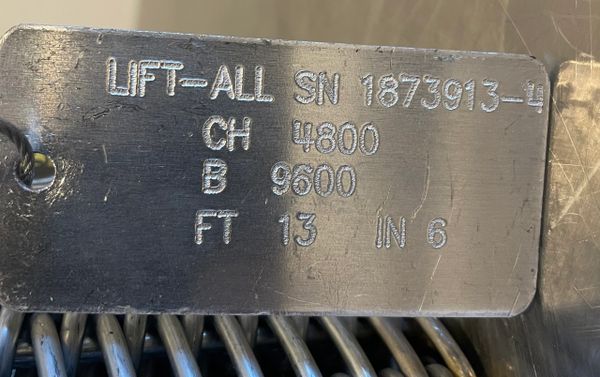 LIFT-ALL SN 1873913-4
CH 4800
B 9600
FT 13 IN 6